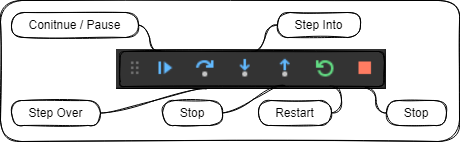 Conitnue / Pause
Step Into
Step Over
Stop
Restart
Stop